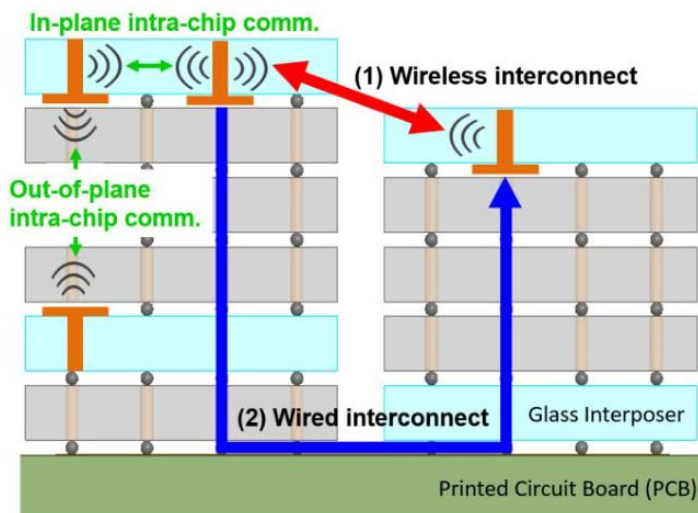 In-plane intra-chip comm.
(1) Wireless interconnect
Out-of-plane
intra-chip comm.
(2) Wired interconnect
Glass Interposer
Printed Circuit Board (PCB)